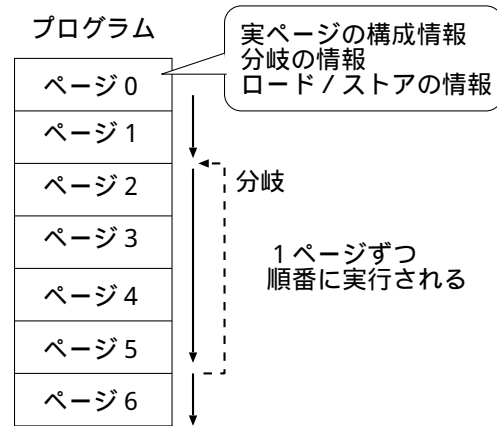 プログラム
実ページの構成情報
分岐の情報
ロード / ストアの情報
ページ 0
ページ 1
ページ 2
ページ 3
ページ 4
ページ 5
ページ 6
分岐
1 ページずつ
順番に実行される